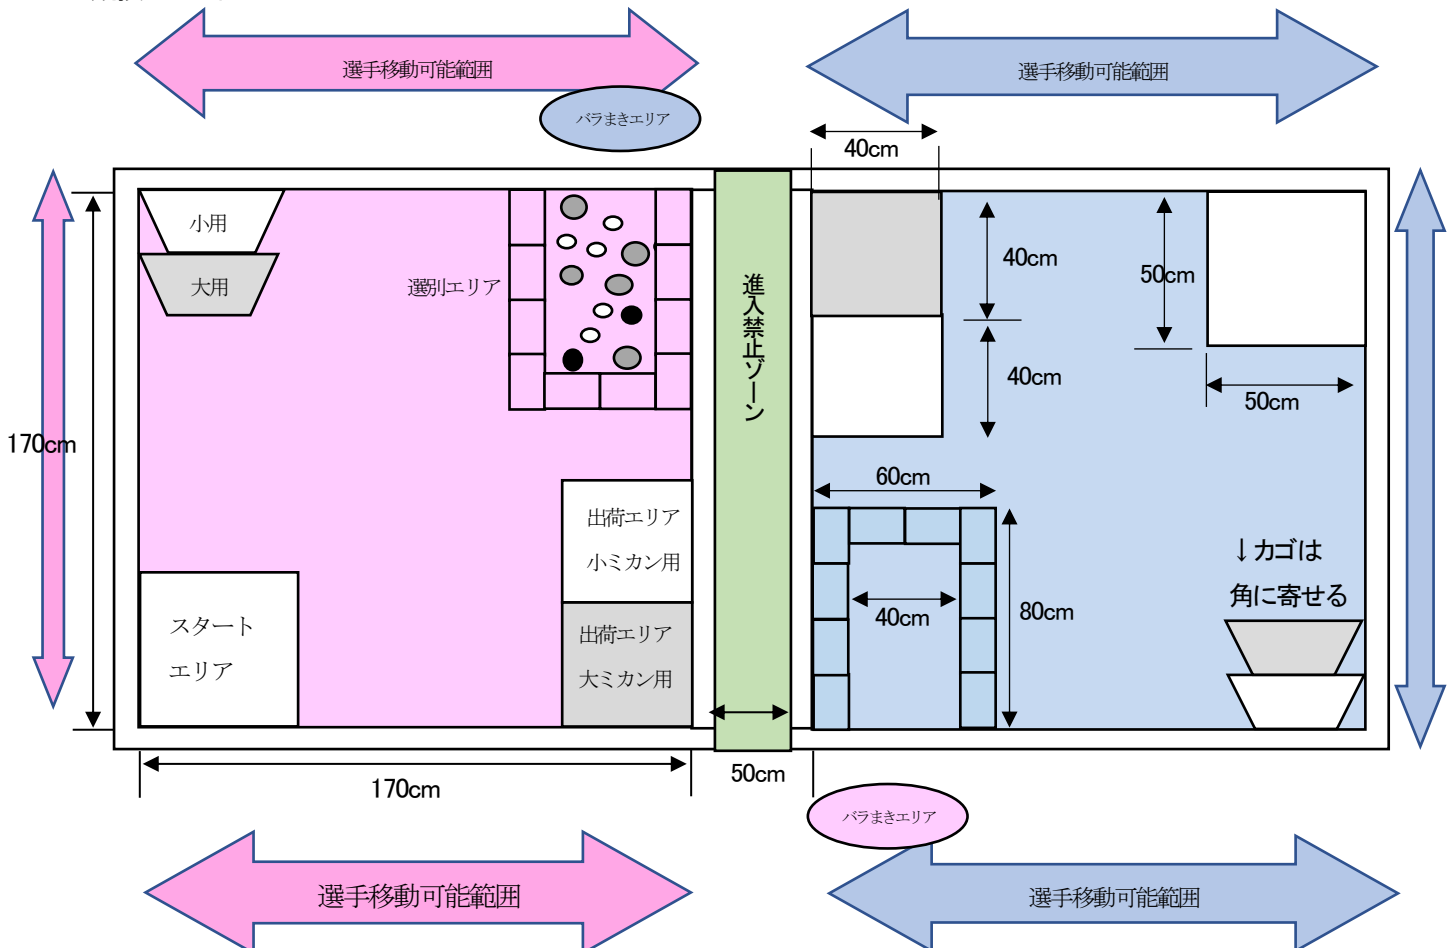 選手移動可能範囲
選手移動可能範囲
バラまきエリア
40cm
小用
大用
選別エリア
進入禁止ゾーン
40cm
50cm
40cm
50cm
170cm
60cm
出荷エリア
小ミカン用
↓カゴは
角に寄せる
40cm
80cm
スタート
エリア
出荷エリア
大ミカン用
50cm
170cm
バラまきエリア
選手移動可能範囲
選手移動可能範囲